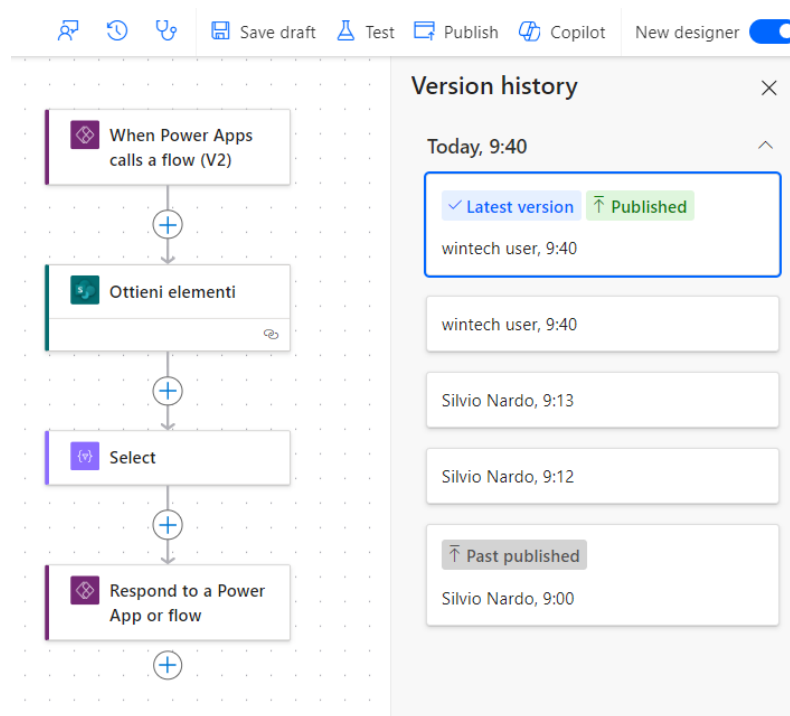 Save draft
Test
Publish
Copilot
New designer
When Power Apps
calls a flow (V2)
Ottieni elementi
Select
Respond to a Power
App or flow
Version history
Today, 9:40
Latest version
Published
wintech user, 9:40
wintech user, 9:40
Silvio Nardo, 9:13
Silvio Nardo, 9:12
Past published
Silvio Nardo, 9:00